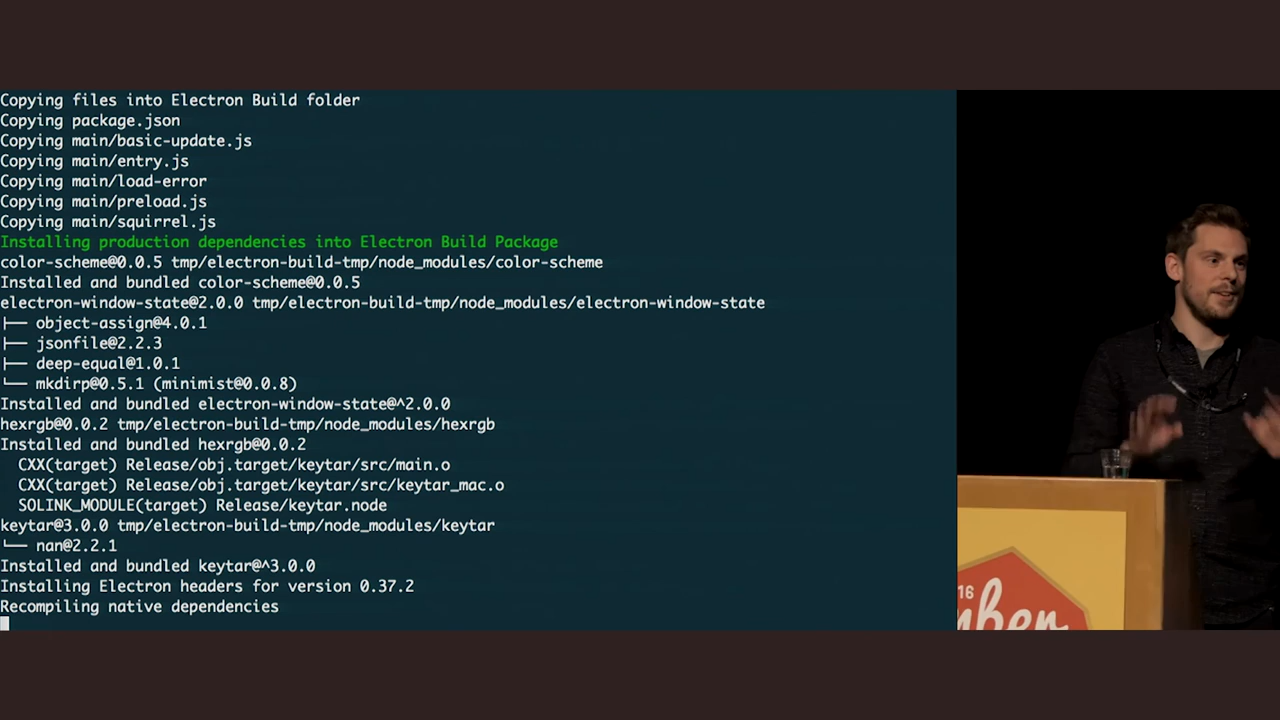 Copying files into Electron Build folder
Copying package.json
Copying main/basic-update.js
Copying main/entry.js
Copying main/load-error
Copying main/preload.js
Copying main/squirrel.js
Installing production dependencies into Electron Build Package
color-scheme@0.0.5 tmp/electron-build-tmp/node_modules/color-scheme
Installed and bundled color-scheme@0.0.5
electron-window-state@2.0.0 tmp/electron-build-tmp/node_modules/electron-window-state
├── object-assign@4.0.1
├── jsonfile@2.2.3
├── deep-equal@1.0.1
└── mkdirp@0.5.1 (minimist@0.0.8)
Installed and bundled electron-window-state@^2.0.0
hexrgb@0.0.2 tmp/electron-build-tmp/node_modules/hexrgb
Installed and bundled hexrgb@0.0.2
CXX(target) Release/obj.target/keytar/src/main.o
CXX(target) Release/obj.target/keytar/src/keytar_mac.o
SOLINK_MODULE(target) Release/keytar.node
keytar@3.0.0 tmp/electron-build-tmp/node_modules/keytar
└── nan@2.2.1
Installed and bundled keytar@^3.0.0
Installing Electron headers for version 0.37.2
Recompiling native dependencies
16